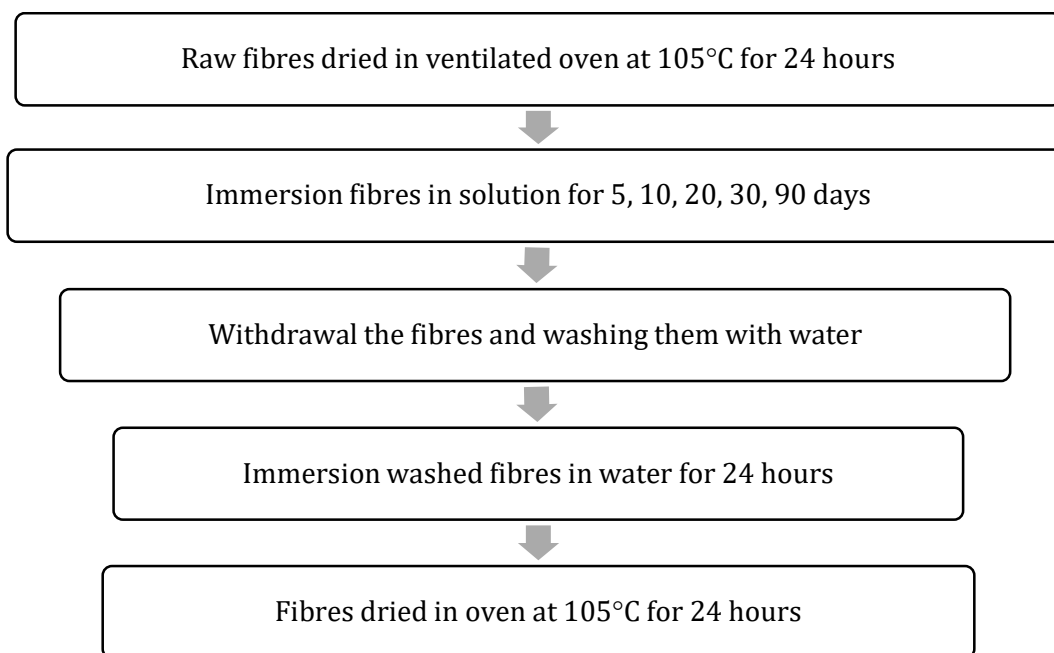 Raw fibres dried in ventilated oven at 105°C for 24 hours
Immersion fibres in solution for 5, 10, 20, 30, 90 days
Withdrawal the fibres and washing them with water
Immersion washed fibres in water for 24 hours
Fibres dried in oven at 105°C for 24 hours